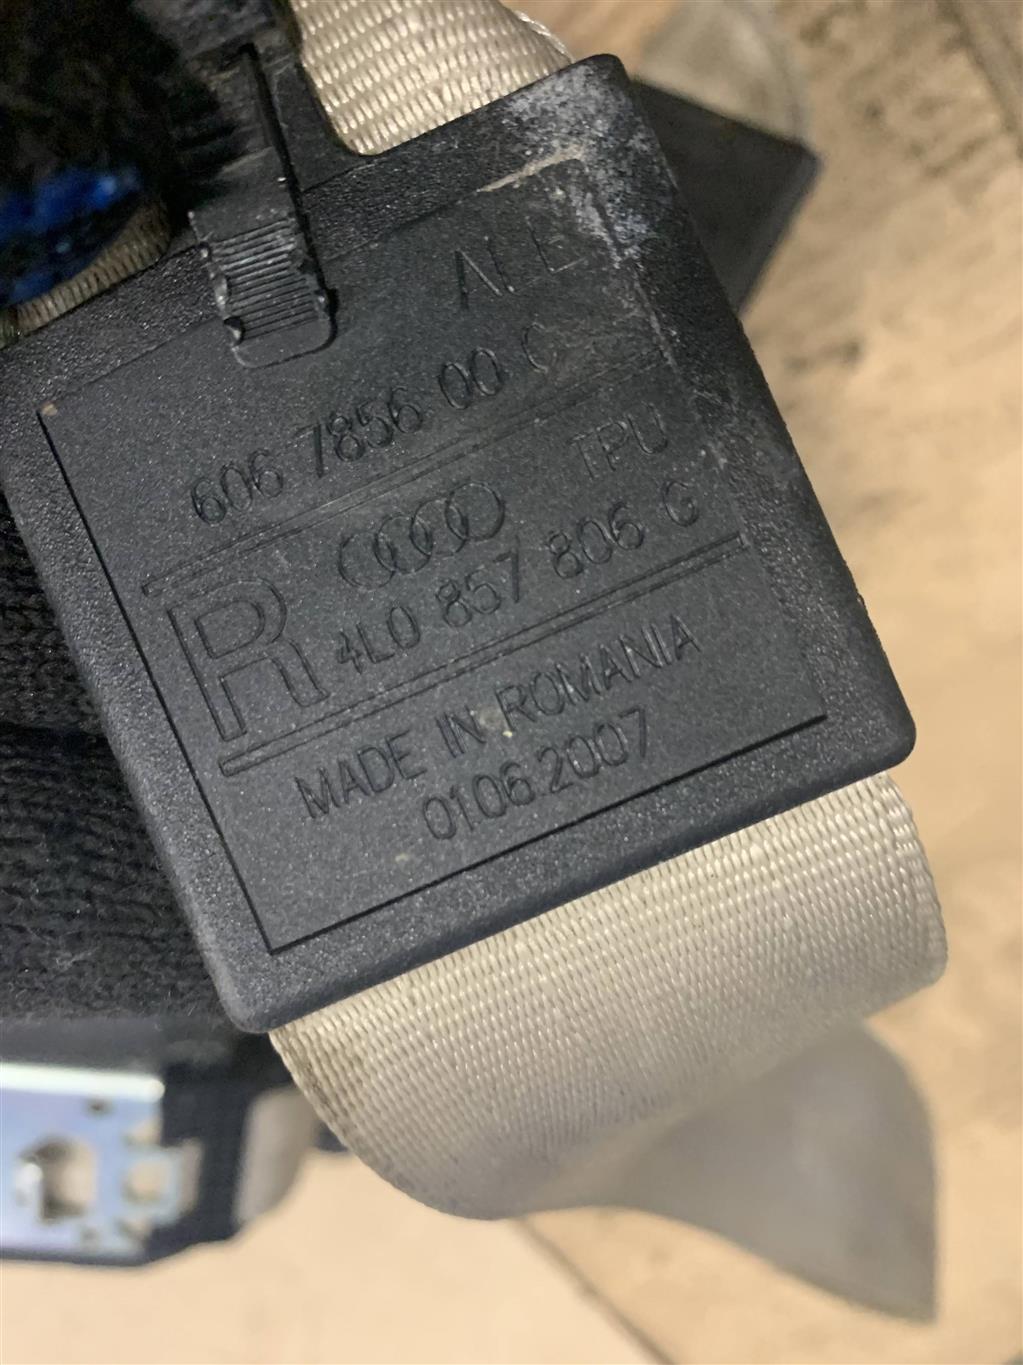 606 7856 00 C
TPU
R
4L0 857 806 G
MADE IN ROMANIA
01.06.2007